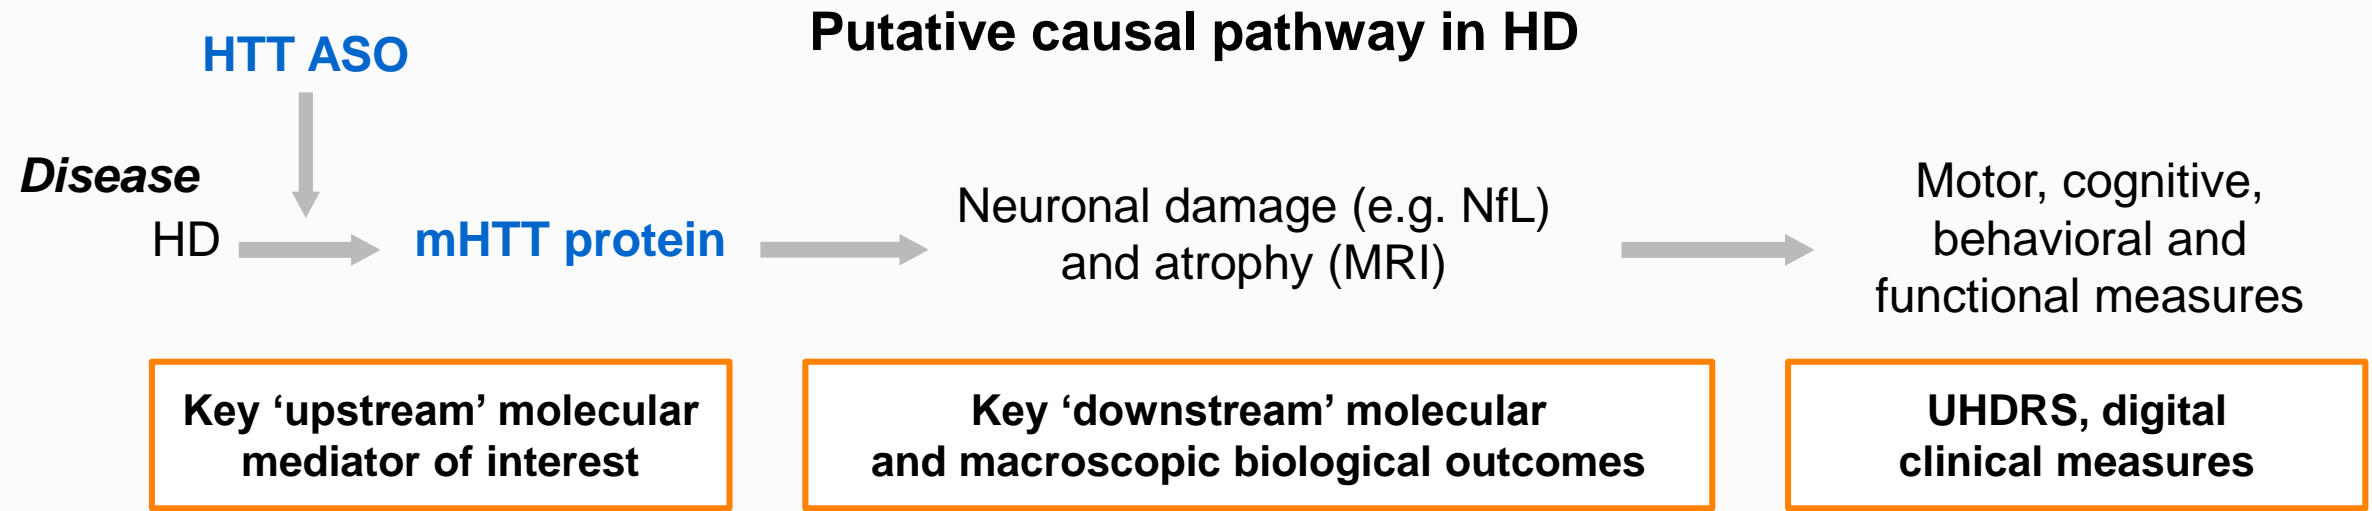 Putative causal pathway in HD
HTT ASO
Disease
HD
mHTT protein
Neuronal damage (e.g. NfL)
and atrophy (MRI)
Motor, cognitive,
behavioral and
functional measures
Key ‘upstream’ molecular
mediator of interest
Key ‘downstream’ molecular
and macroscopic biological outcomes
UHDRS, digital
clinical measures